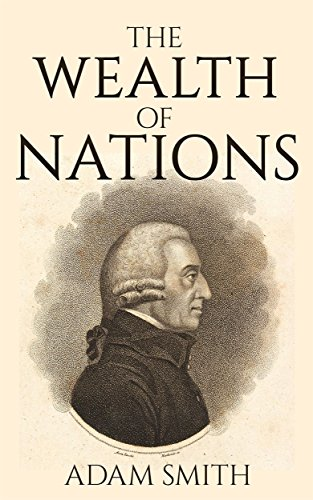 THE
WEALTH
OF
NATIONS
ADAM SMITH